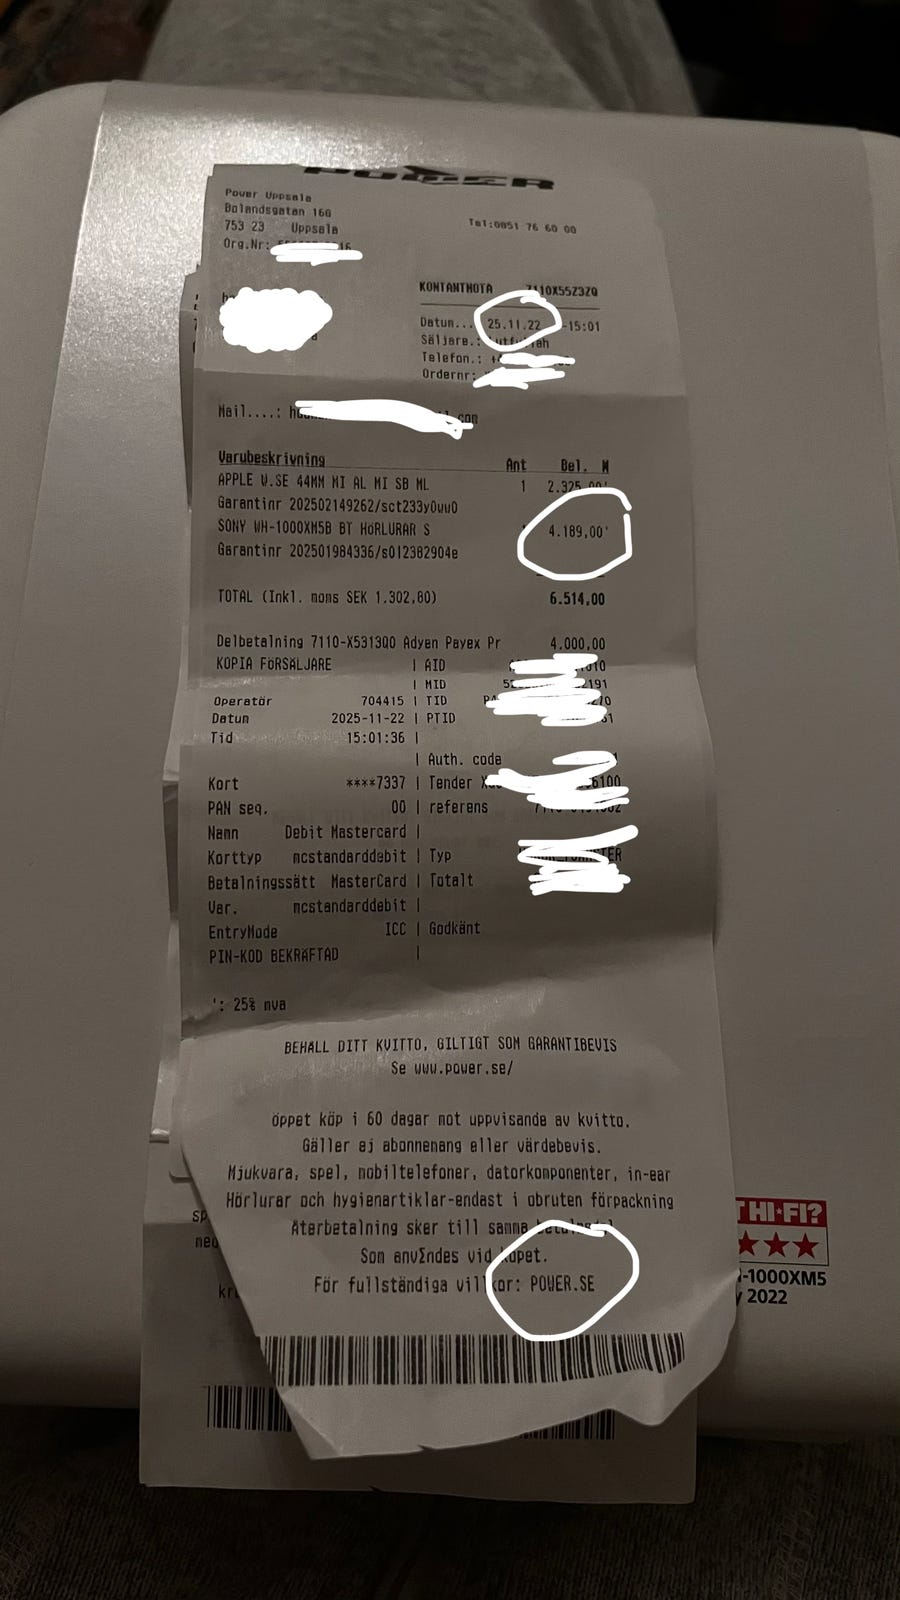 POWER
Power Uppsala
Bolandsgatan 16G
753 23 Uppsala
Tel:0851 76 60 00
Org.Nr:
KONTANTNOTA 7110X55Z3ZQ
Datum... 25.11.22 -15:01
Säljare.:
Telefon.:
Ordernr:
Mail....:
Varubeskrivning Ant Bel. M
APPLE W.SE 44MM MI AL MI SB ML 1 2.325,00'
Garantinr 202502149262/sct233y0wu0
SONY WH-1000XM5B BT HöRLURAR S 4.189,00'
Garantinr 202501984336/s012382904e
TOTAL (Inkl. moms SEK 1.302,80) 6.514,00
Delbetalning 7110-X5313Q0 Adyen Payex Pr 4.000,00
KOPIA FöRSÄLJARE | AID
| MID
Operatör 704415 | TID
Datum 2025-11-22 | PTID
Tid 15:01:36 |
| Auth. code
Kort ****7337 | Tender
PAN seq. 00 | referens
Namn Debit Mastercard |
Korttyp mcstandarddebit | Typ
Betalningssätt MasterCard | Totalt
Var. mcstandarddebit |
EntryMode ICC | Godkänt
PIN-KOD BEKRÄFTAD |
': 25% mva
BEHÅLL DITT KVITTO, GILTIGT SOM GARANTIBEVIS
Se www.power.se/
öppet köp i 60 dagar mot uppvisande av kvitto.
Gäller ej abonnemang eller värdebevis.
Mjukvara, spel, mobiltelefoner, datorkomponenter, in-ear
Hörlurar och hygienartiklar-endast i obruten förpackning
Återbetalning sker till samma
Som anvΣndes vid köpet.
För fullständiga villkor: POWER.SE
HI-FI?
-1000XM5
2022